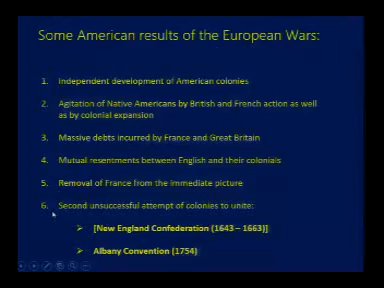 Some American results of the European Wars:
1. Independent development of American colonies
2. Agitation of Native Americans by British and French action as well
as by colonial expansion
3. Massive debts incurred by France and Great Britain
4. Mutual resentments between English and their colonials
5. Removal of France from the immediate picture
6. Second unsuccessful attempt of colonies to unite:
➢ [New England Confederation (1643 – 1663)]
➢ Albany Convention (1754)